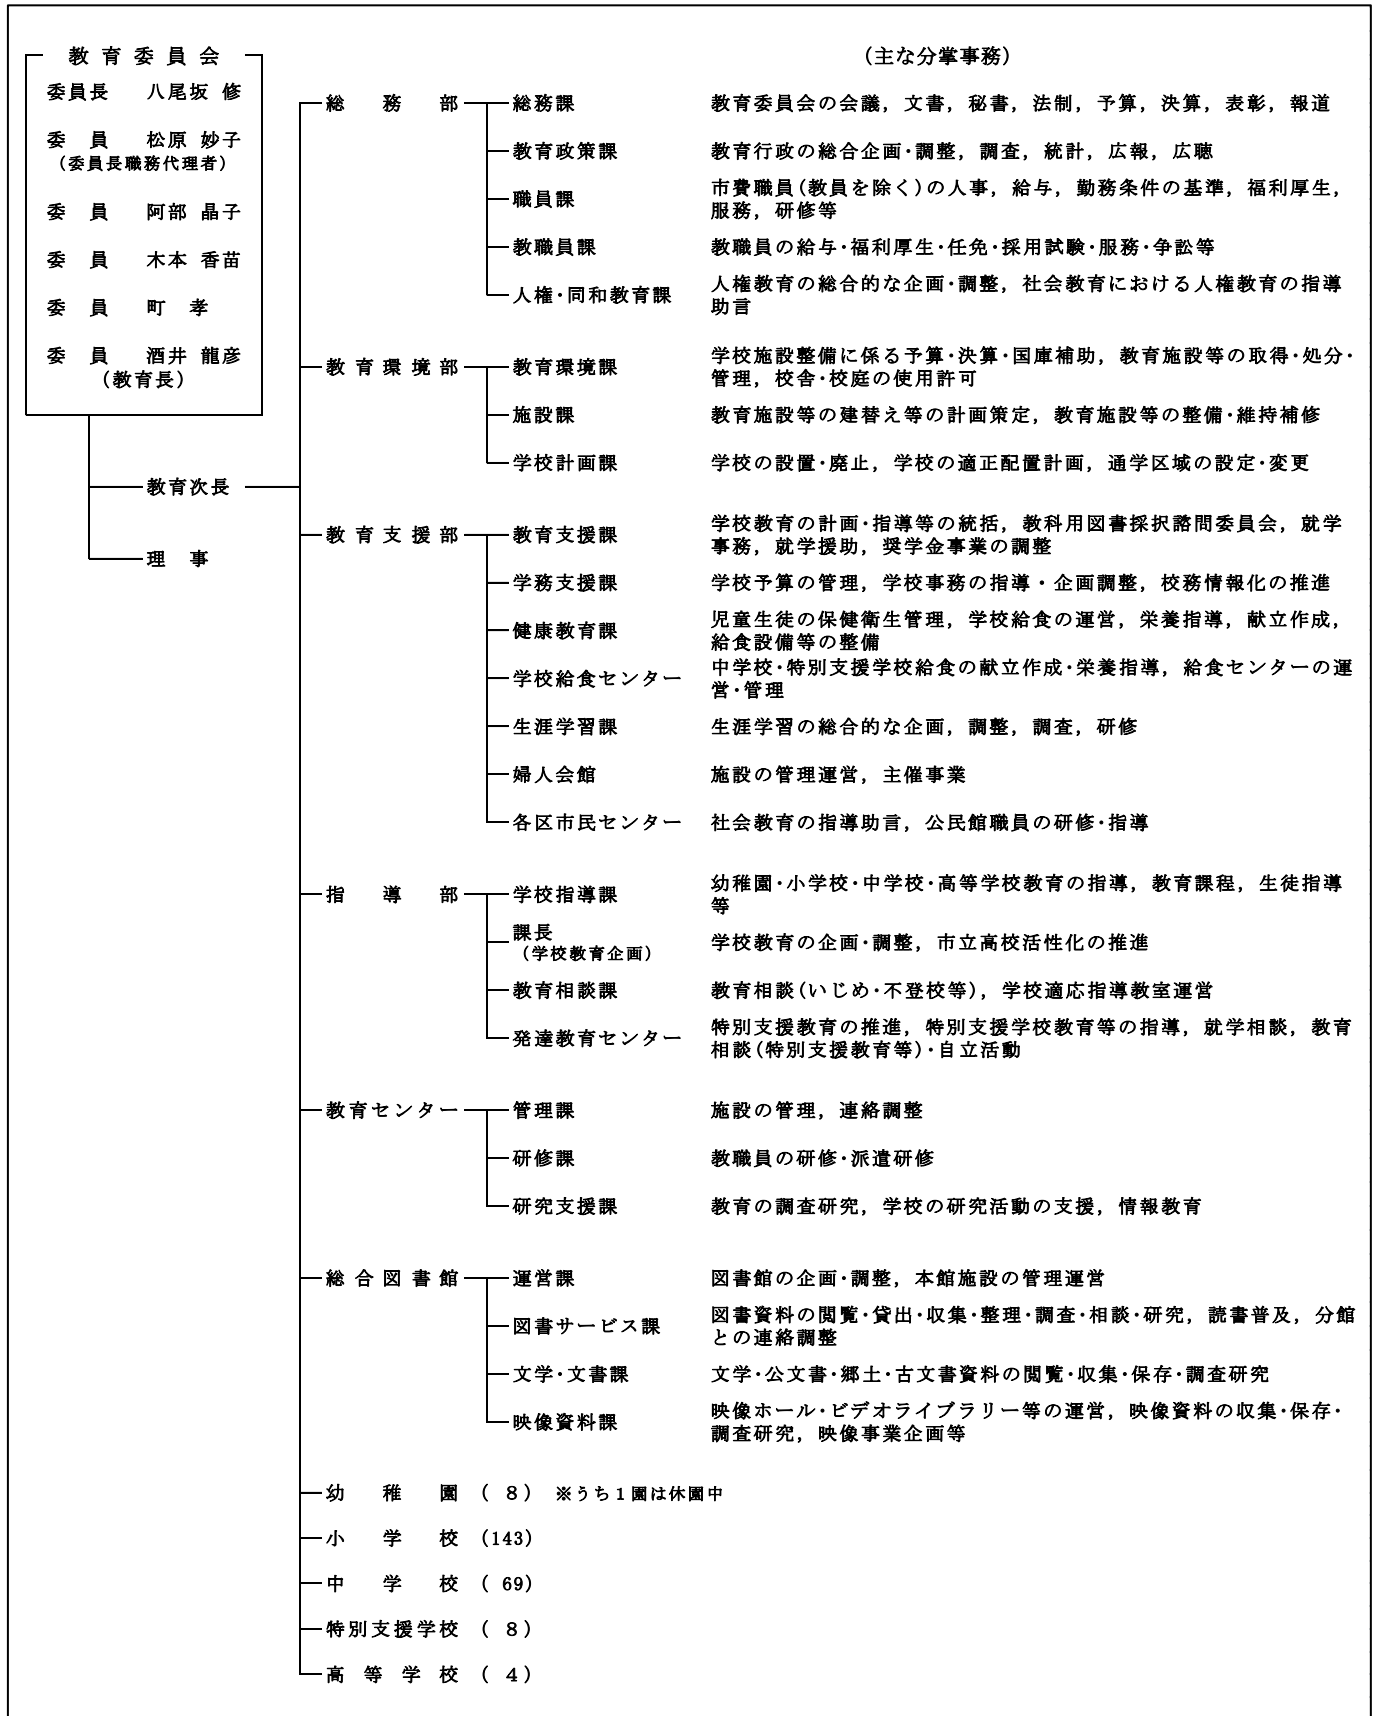 教育委員会
委員長　八尾坂 修
委　員　松原 妙子
（委員長職務代理者）
委　員　阿部 晶子
委　員　木本 香苗
委　員　町　孝
委　員　酒井 龍彦
（教育長）
教育次長
理　事
（主な分掌事務）
総務部　総務課　教育委員会の会議，文書，秘書，法制，予算，決算，表彰，報道
教育政策課　教育行政の総合企画・調整，調査，統計，広報，広聴
職員課　市費職員(教員を除く)の人事，給与，勤務条件の基準，福利厚生，
服務，研修等
教職員課　教職員の給与・福利厚生・任免・採用試験・服務・争訟等
人権・同和教育課　人権教育の総合的な企画・調整，社会教育における人権教育の指導
助言
教育環境部　教育環境課　学校施設整備に係る予算・決算・国庫補助，教育施設等の取得・処分・
管理，校舎・校庭の使用許可
施設課　教育施設等の建替え等の計画策定，教育施設等の整備・維持補修
学校計画課　学校の設置・廃止，学校の適正配置計画，通学区域の設定・変更
教育支援部　教育支援課　学校教育の計画・指導等の統括，教科用図書採択諮問委員会，就学
事務，就学援助，奨学金事業の調整
学務支援課　学校予算の管理，学校事務の指導・企画調整，校務情報化の推進
健康教育課　児童生徒の保健衛生管理，学校給食の運営，栄養指導，献立作成，
給食設備等の整備
学校給食センター　中学校・特別支援学校給食の献立作成・栄養指導，給食センターの運
営・管理
生涯学習課　生涯学習の総合的な企画，調整，調査，研修
婦人会館　施設の管理運営，主催事業
各区市民センター　社会教育の指導助言，公民館職員の研修・指導
指導部　学校指導課　幼稚園・小学校・中学校・高等学校教育の指導，教育課程，生徒指導
等
課長
（学校教育企画）　学校教育の企画・調整，市立高校活性化の推進
教育相談課　教育相談(いじめ・不登校等)，学校適応指導教室運営
発達教育センター　特別支援教育の推進，特別支援学校教育等の指導，就学相談，教育
相談(特別支援教育等)・自立活動
教育センター　管理課　施設の管理，連絡調整
研修課　教職員の研修・派遣研修
研究支援課　教育の調査研究，学校の研究活動の支援，情報教育
総合図書館　運営課　図書館の企画・調整，本館施設の管理運営
図書サービス課　図書資料の閲覧・貸出・収集・整理・調査・相談・研究，読書普及，分館
との連絡調整
文学・文書課　文学・公文書・郷土・古文書資料の閲覧・収集・保存・調査研究
映像資料課　映像ホール・ビデオライブラリー等の運営，映像資料の収集・保存・
調査研究，映像事業企画等
幼稚園 ( 8) ※うち１園は休園中
小学校 (143)
中学校 ( 69)
特別支援学校 ( 8)
高等学校 ( 4)